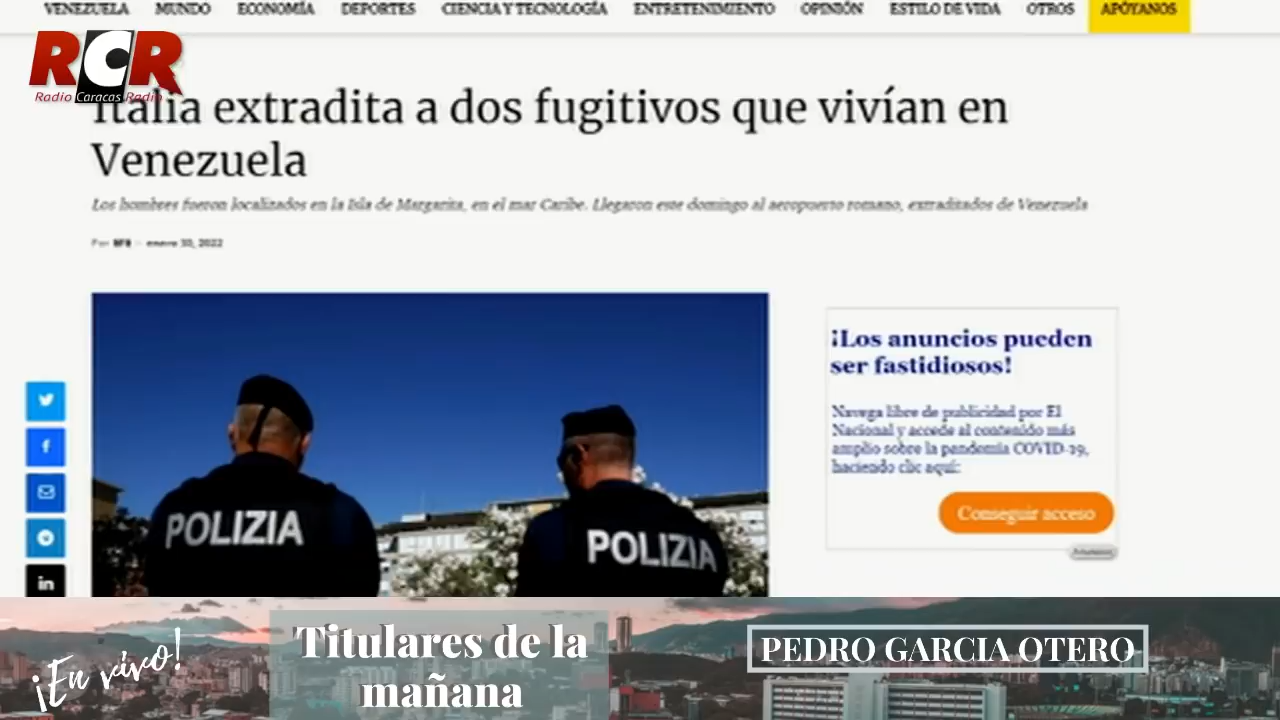 VENEZUELA MUNDO ECONOMÍA DEPORTES CIENCIA Y TECNOLOGÍA ENTRETENIMIENTO OPINIÓN ESTILO DE VIDA OTROS APÓYANOS
RCR
Radio Caracas Radio
Italia extradita a dos fugitivos que vivían en
Venezuela
Los hombres fueron localizados en la Isla de Margarita, en el mar Caribe. Llegaron este domingo al aeropuerto romano, extraditados de Venezuela
Por - enero 30, 2022
¡Los anuncios pueden
ser fastidiosos!
Navega libre de publicidad por El
Nacional y accede al contenido más
amplio sobre la pandemia COVID-19,
haciendo clic aquí:
Conseguir acceso
POLIZIA
POLIZIA
¡En vivo!
Titulares de la
mañana
PEDRO GARCIA OTERO